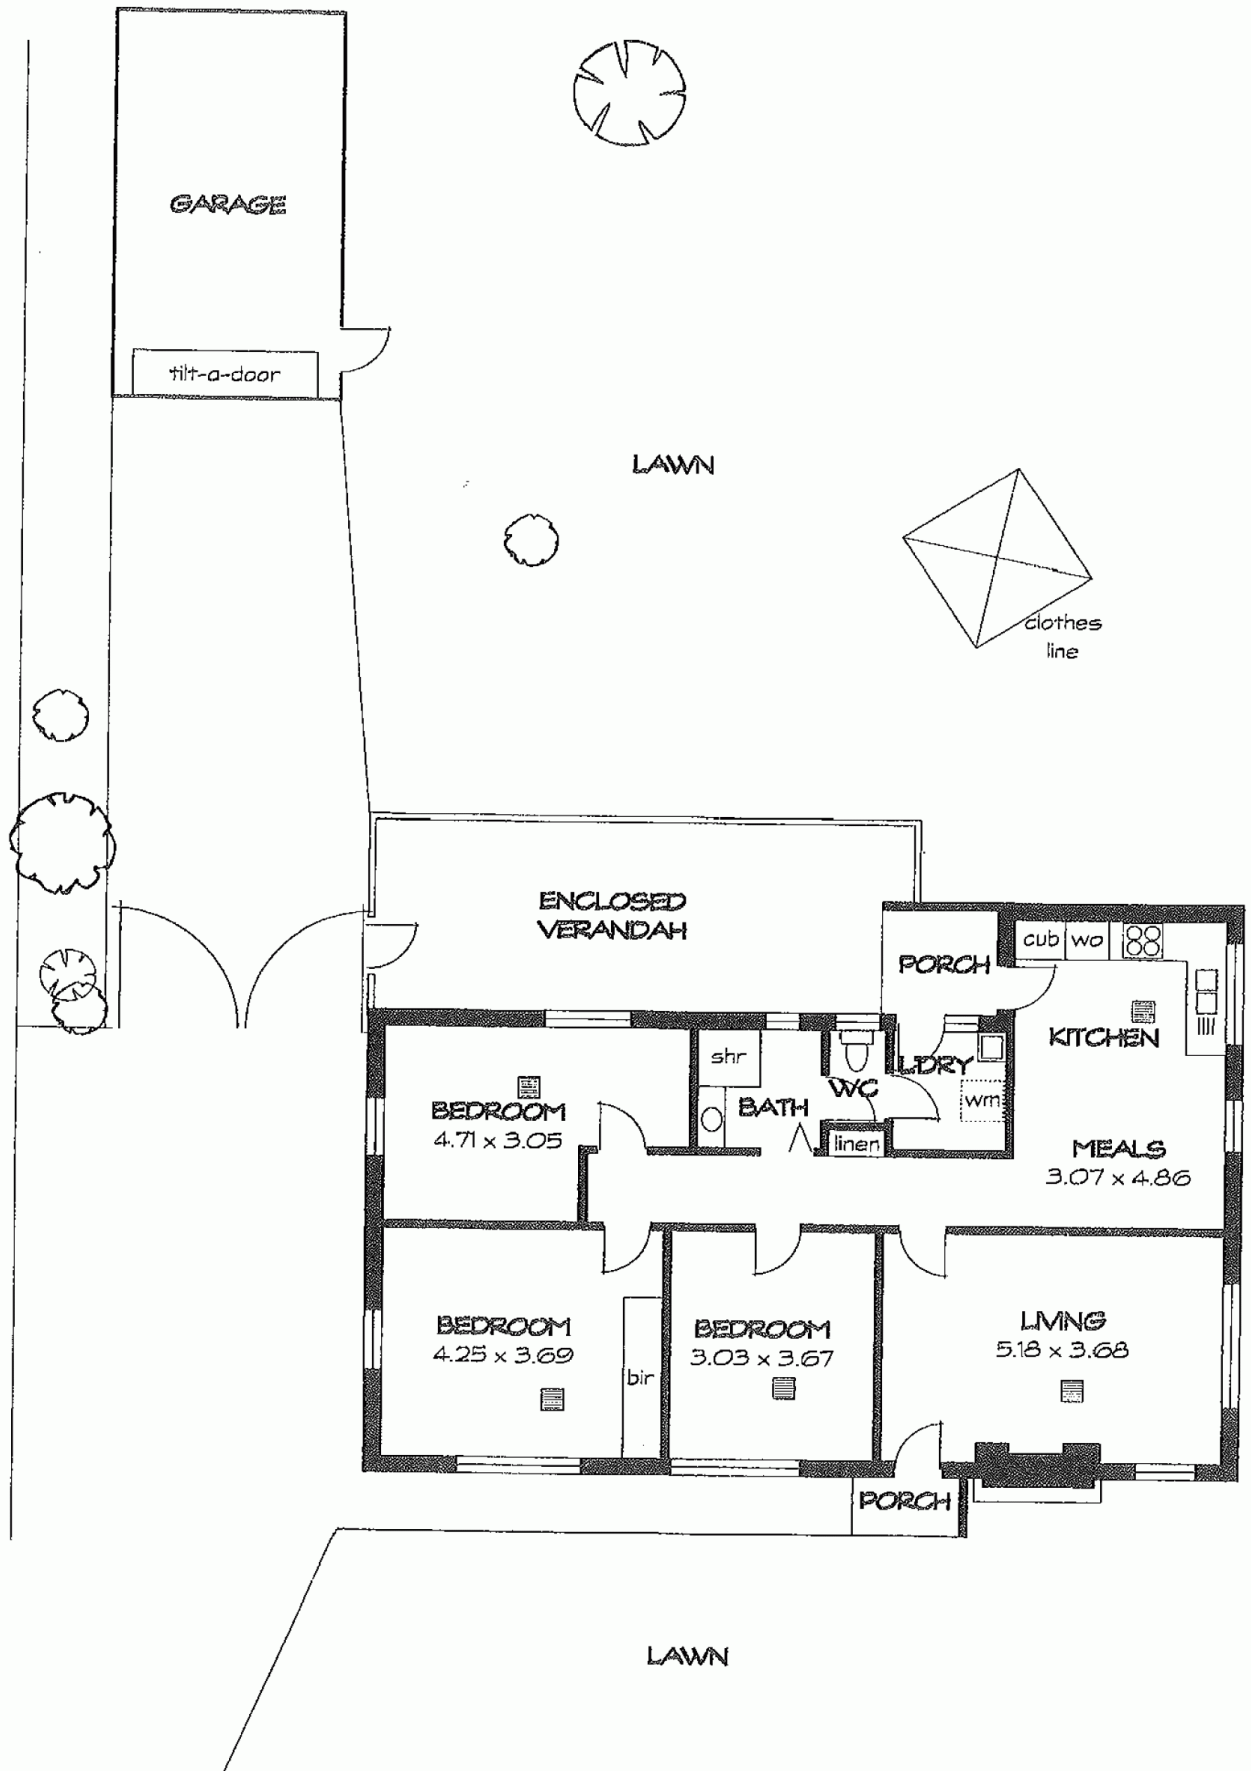 GARAGE
tilt-a-door
LAWN
clothes
line
ENCLOSED
VERANDAH
PORCH
cub
wo
KITCHEN
shr
BATH
WC
L'DRY
wm
linen
BEDROOM
4.71 x 3.05
MEALS
3.07 x 4.86
BEDROOM
4.25 x 3.69
bir
BEDROOM
3.03 x 3.67
LIVING
5.18 x 3.68
PORCH
LAWN